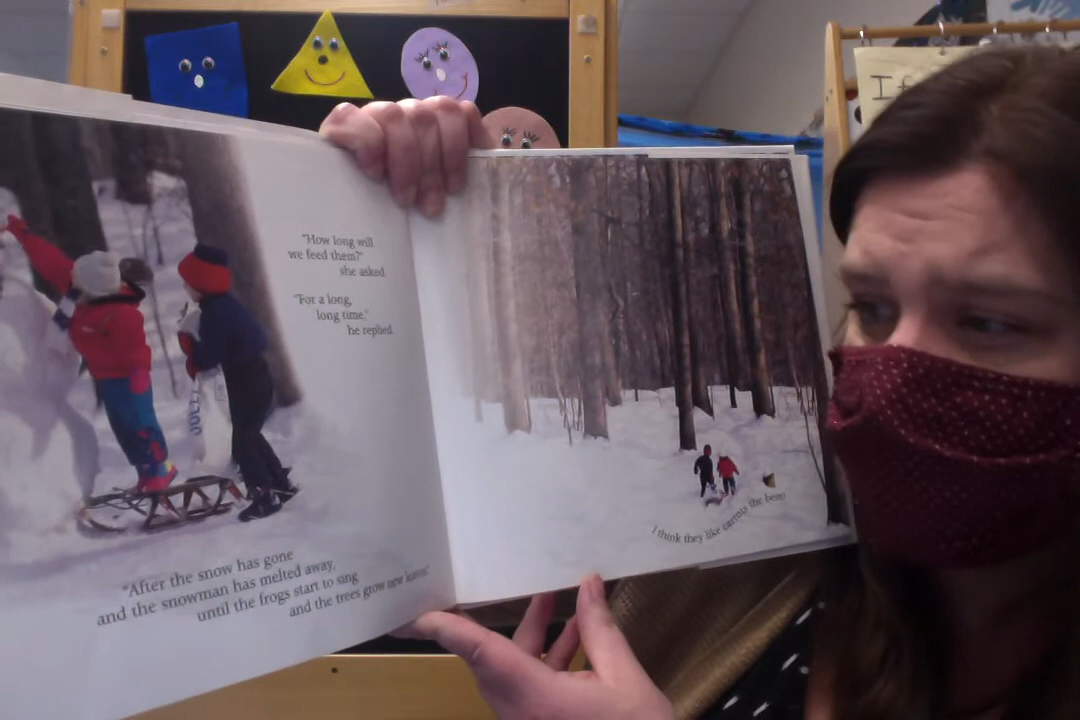 If
"How long will
we feed them?"
she asked.
"For a long,
long time,"
he replied.
"After the snow has gone
and the snowman has melted away,
until the frogs start to sing
and the trees grow new leaves!"
I think they like carrots the best!